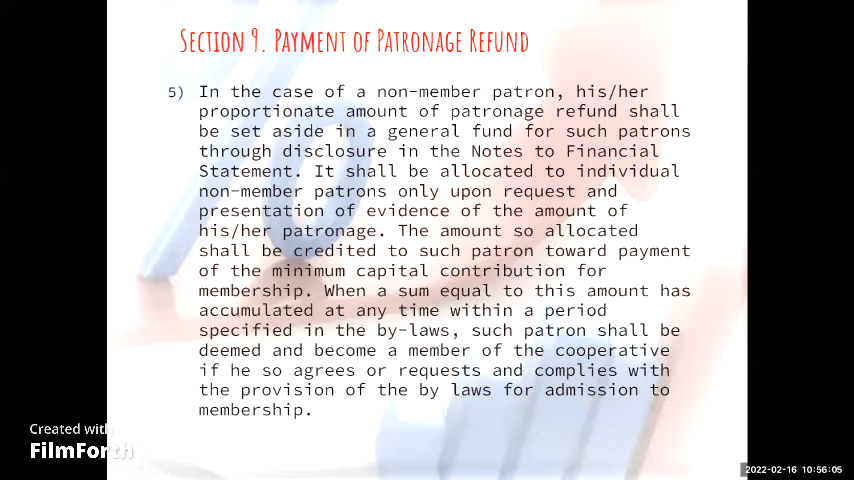 Section 9. Payment of Patronage Refund
5) In the case of a non-member patron, his/her
proportionate amount of patronage refund shall
be set aside in a general fund for such patrons
through disclosure in the Notes to Financial
Statement. It shall be allocated to individual
non-member patrons only upon request and
presentation of evidence of the amount of
his/her patronage. The amount so allocated
shall be credited to such patron toward payment
of the minimum capital contribution for
membership. When a sum equal to this amount has
accumulated at any time within a period
specified in the by-laws, such patron shall be
deemed and become a member of the cooperative
if he so agrees or requests and complies with
the provision of the by laws for admission to
membership.
Created with
FilmForth
2022-02-16 10:56:05